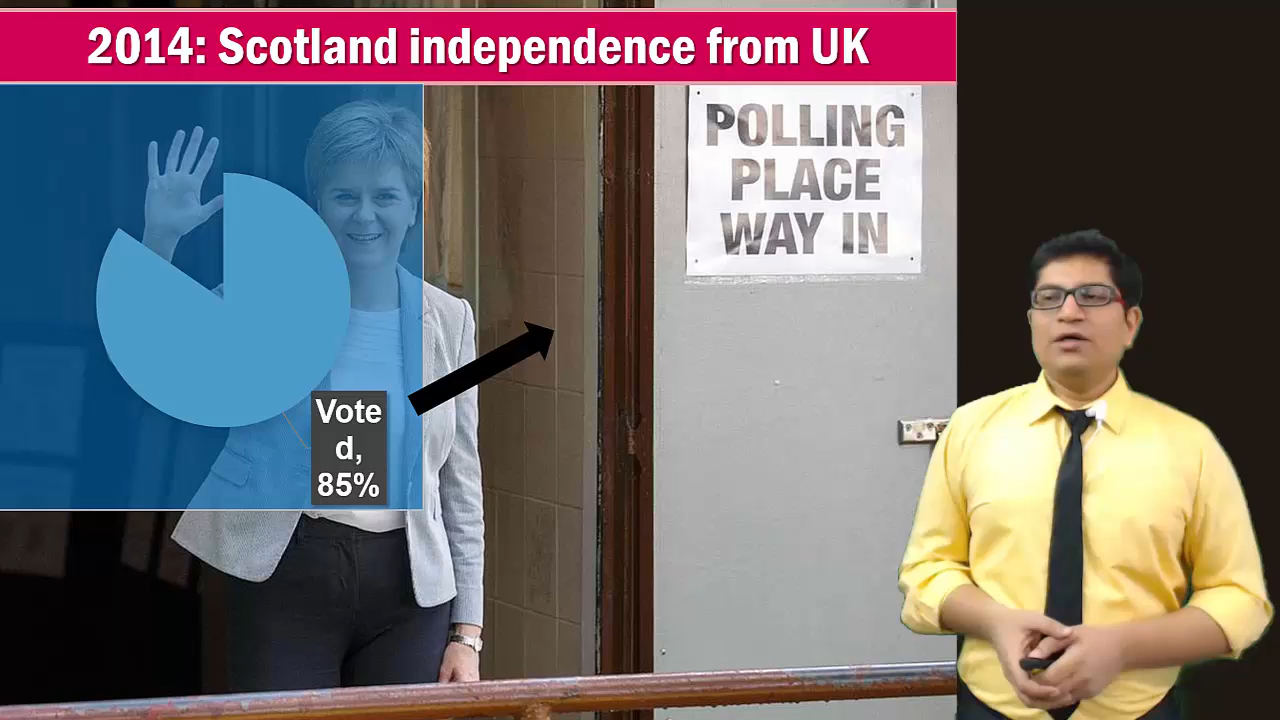 2014: Scotland independence from UK
POLLING
PLACE
WAY IN
Vote
d,
85%